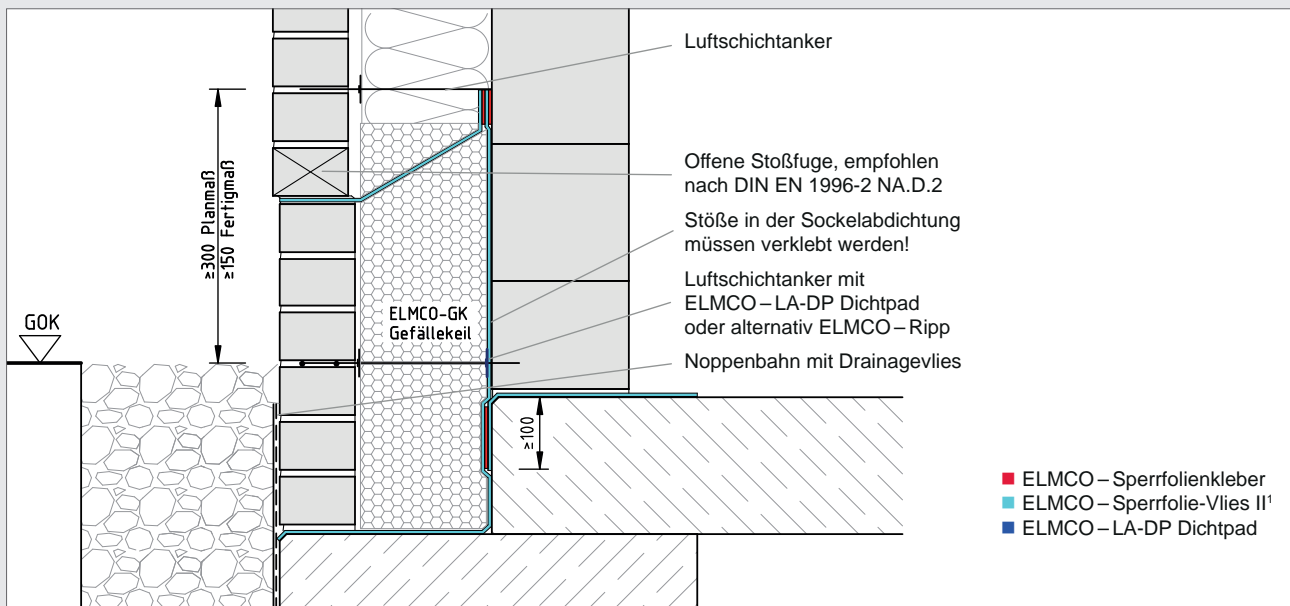 Luftschichtanker
Offene Stoßfuge, empfohlen
nach DIN EN 1996-2 NA.D.2
Stöße in der Sockelabdichtung
müssen verklebt werden!
Luftschichtanker mit
ELMCO – LA-DP Dichtpad
oder alternativ ELMCO – Ripp
Noppenbahn mit Drainagevlies
≥300 Planmaß
≥150 Fertigmaß
GOK
ELMCO-GK
Gefällekeil
≥100
ELMCO – Sperrfolienkleber
ELMCO – Sperrfolie-Vlies II¹
ELMCO – LA-DP Dichtpad